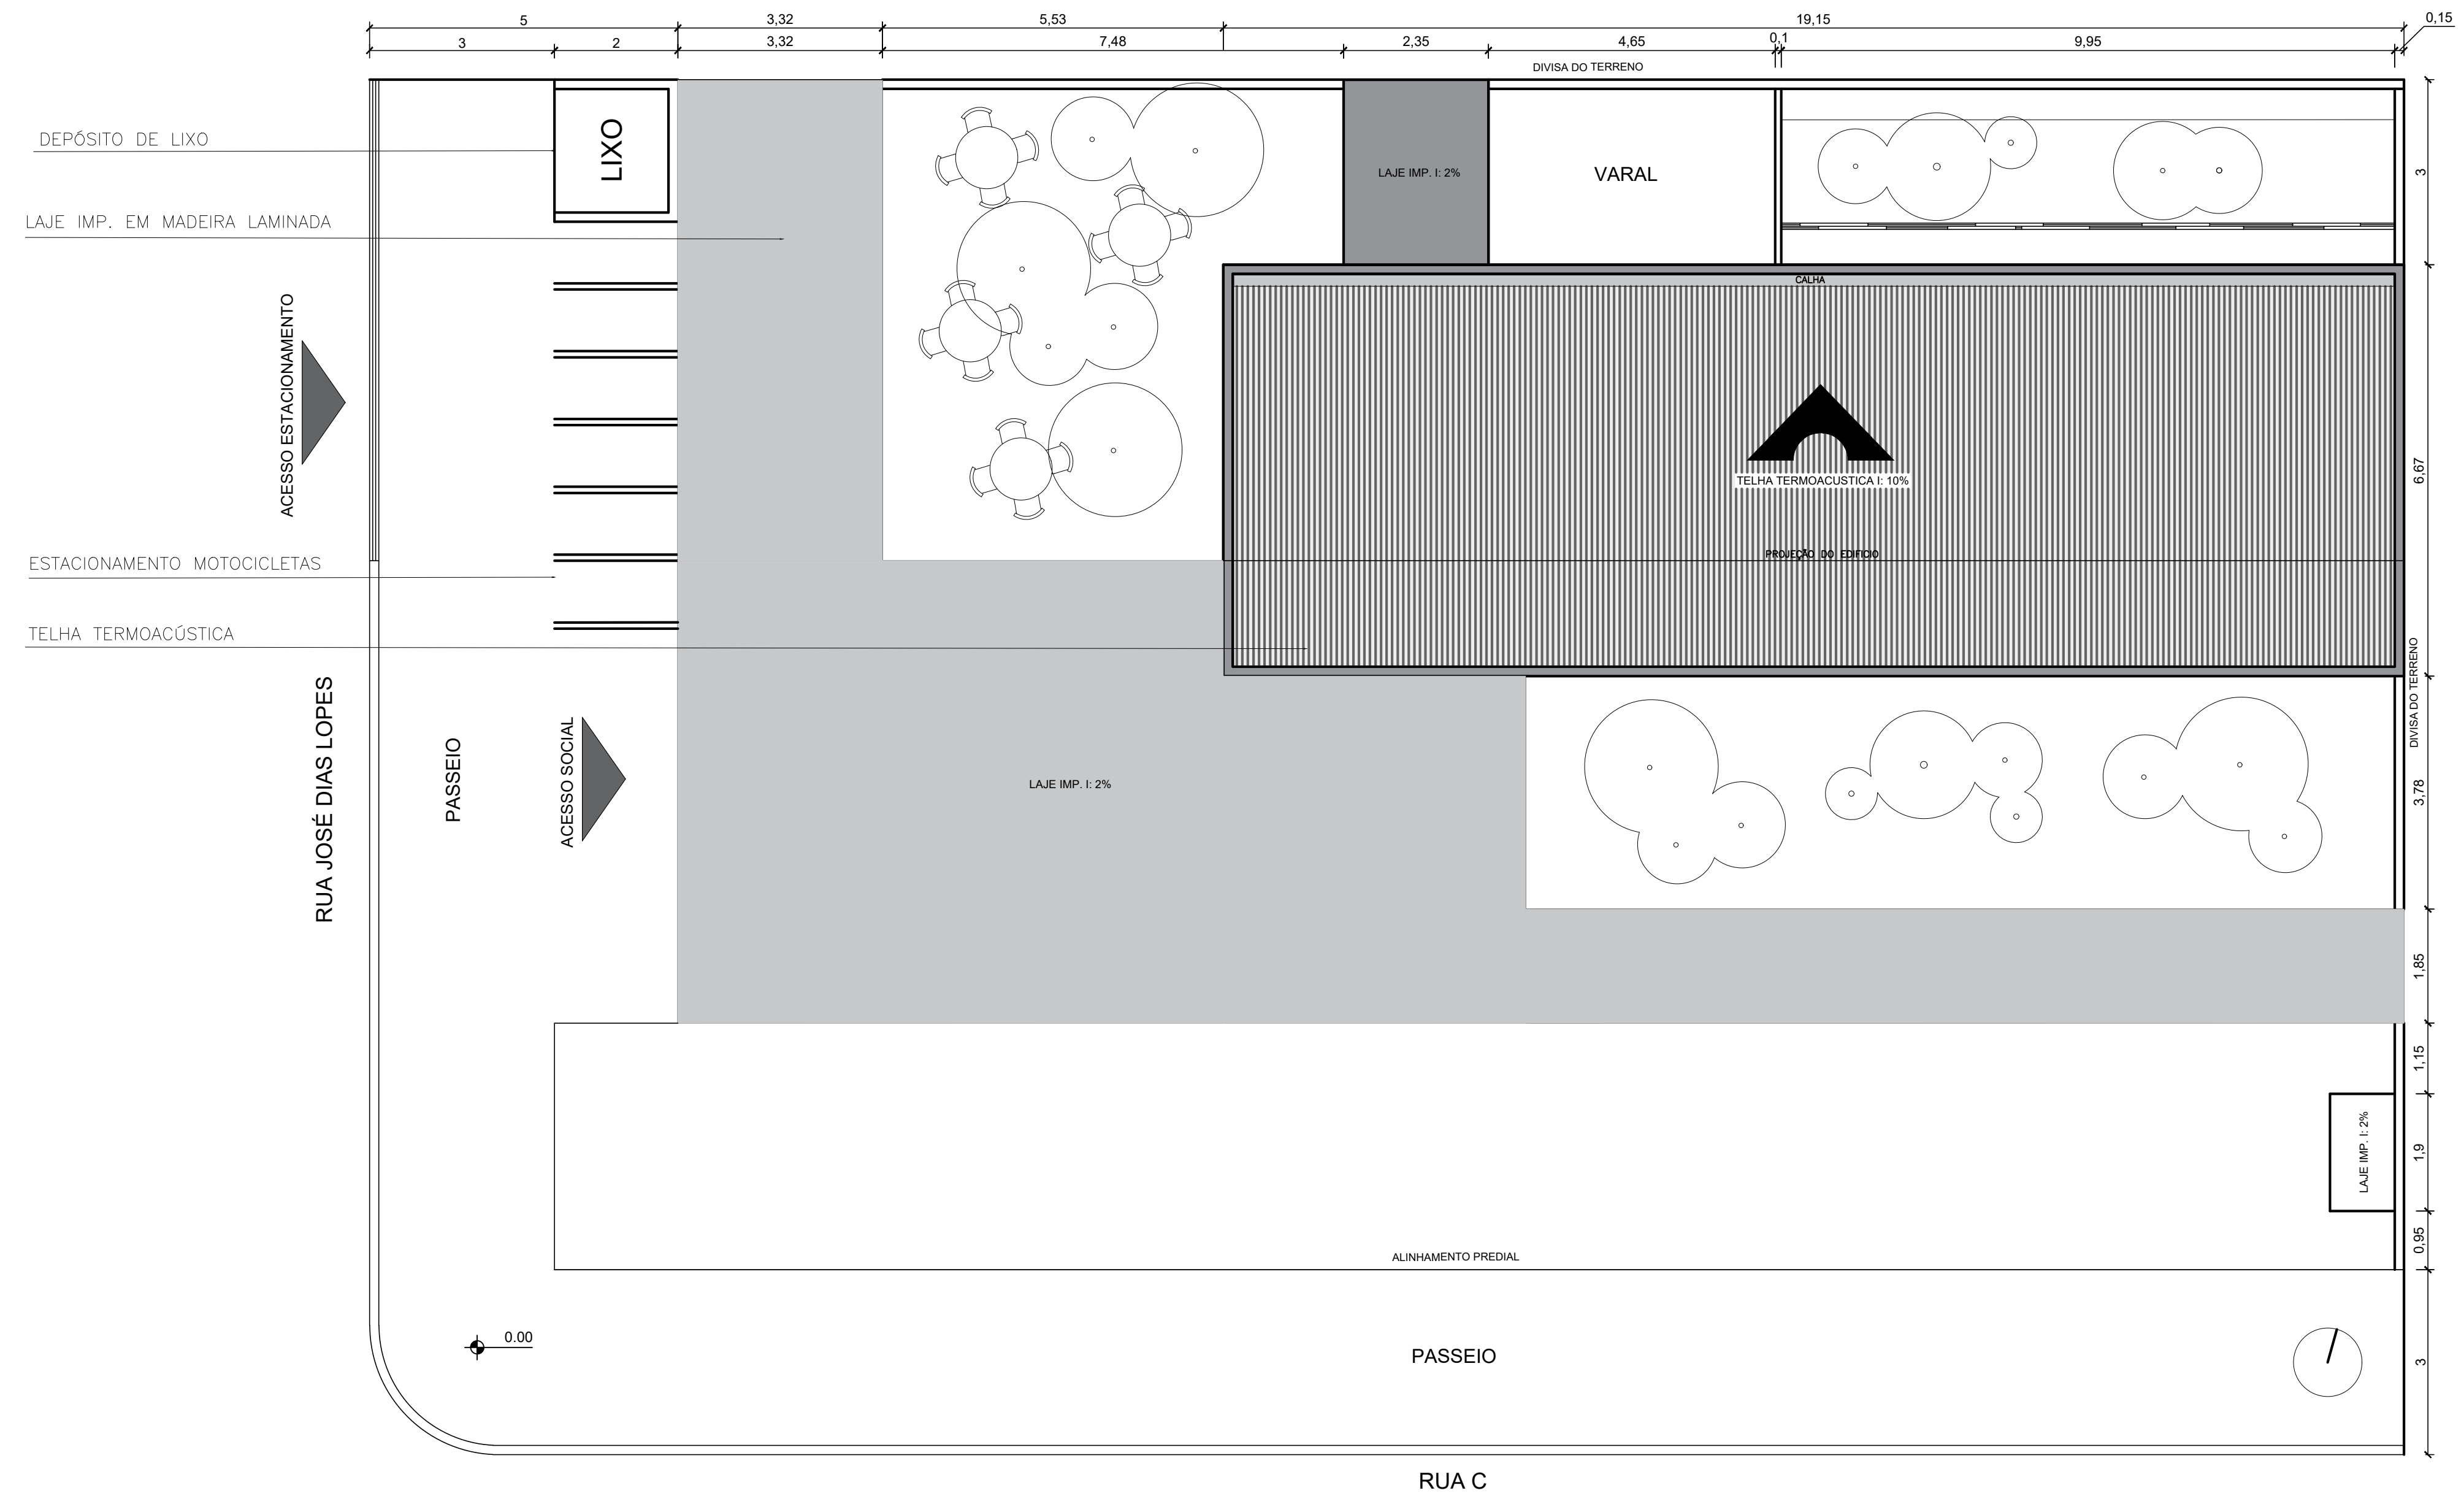 5
3,32
5,53
19,15
0,15
3
2
3,32
7,48
2,35
4,65
0,1
9,95
DIVISA DO TERRENO
DEPÓSITO DE LIXO
LIXO
LAJE IMP. I: 2%
VARAL
3
LAJE IMP. EM MADEIRA LAMINADA
CALHA
ACESSO ESTACIONAMENTO
TELHA TERMOACUSTICA I: 10%
6,67
PROJEÇÃO DO EDIFICIO
ESTACIONAMENTO MOTOCICLETAS
TELHA TERMOACÚSTICA
DIVISA DO TERRENO
RUA JOSÉ DIAS LOPES
PASSEIO
ACESSO SOCIAL
LAJE IMP. I: 2%
3,78
1,85
1,15
LAJE IMP. I: 2%
1,9
0,95
ALINHAMENTO PREDIAL
0.00
PASSEIO
3
RUA C